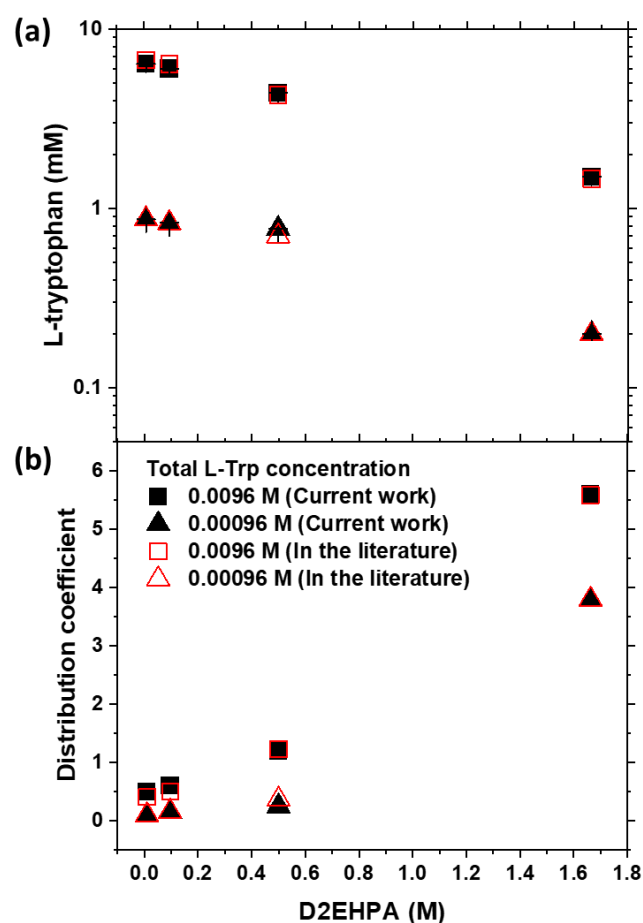 (a)
10
1
0.1
L-tryptophan (mM)
(b)
6
5
4
3
2
1
0
Distribution coefficient
Total L-Trp concentration
0.0096 M (Current work)
0.00096 M (Current work)
0.0096 M (In the literature)
0.00096 M (In the literature)
0.0 0.2 0.4 0.6 0.8 1.0 1.2 1.4 1.6 1.8
D2EHPA (M)